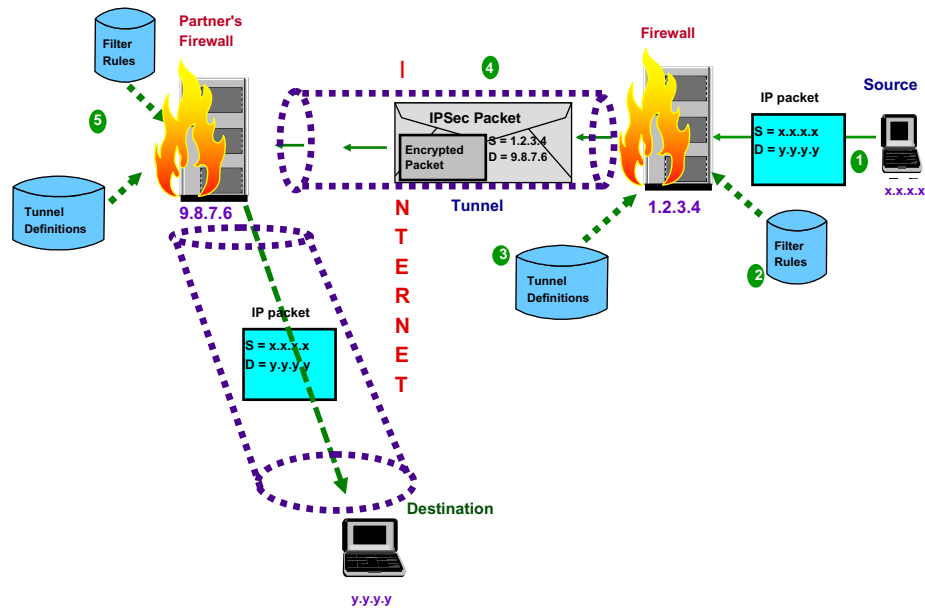 Partner's
Firewall
Filter
Rules
5
Tunnel
Definitions
9.8.7.6
I
N
T
E
R
N
E
T
4
IPSec Packet
S = 1.2.3.4
D = 9.8.7.6
Encrypted
Packet
Tunnel
Firewall
1.2.3.4
IP packet
S = x.x.x.x
D = y.y.y.y
1
Source
x.x.x.x
3
Tunnel
Definitions
2
Filter
Rules
IP packet
S = x.x.x.x
D = y.y.y.y
Destination
y.y.y.y